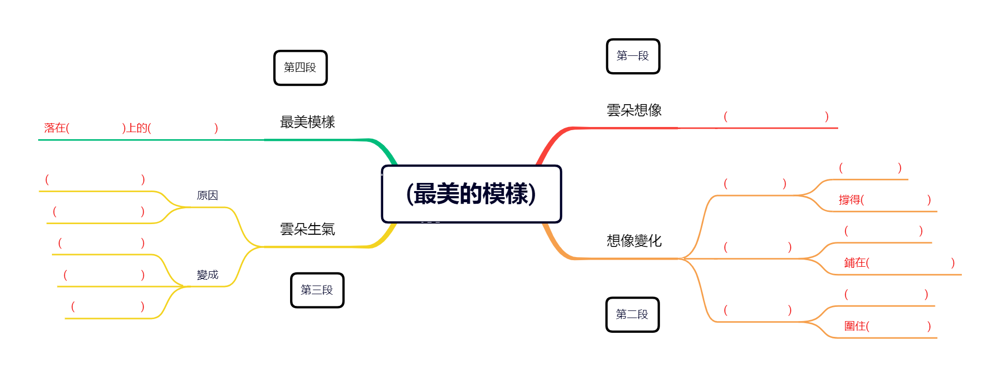 (最美的模樣)
第一段
雲朵想像
(                    )
第二段
想像變化
(            )
(            )
撐得(            )
(            )
(            )
鋪在(                )
(            )
(            )
圍住(            )
第三段
雲朵生氣
原因
(            )
(            )
變成
(            )
(            )
(            )
第四段
最美模樣
落在(          )上的(            )